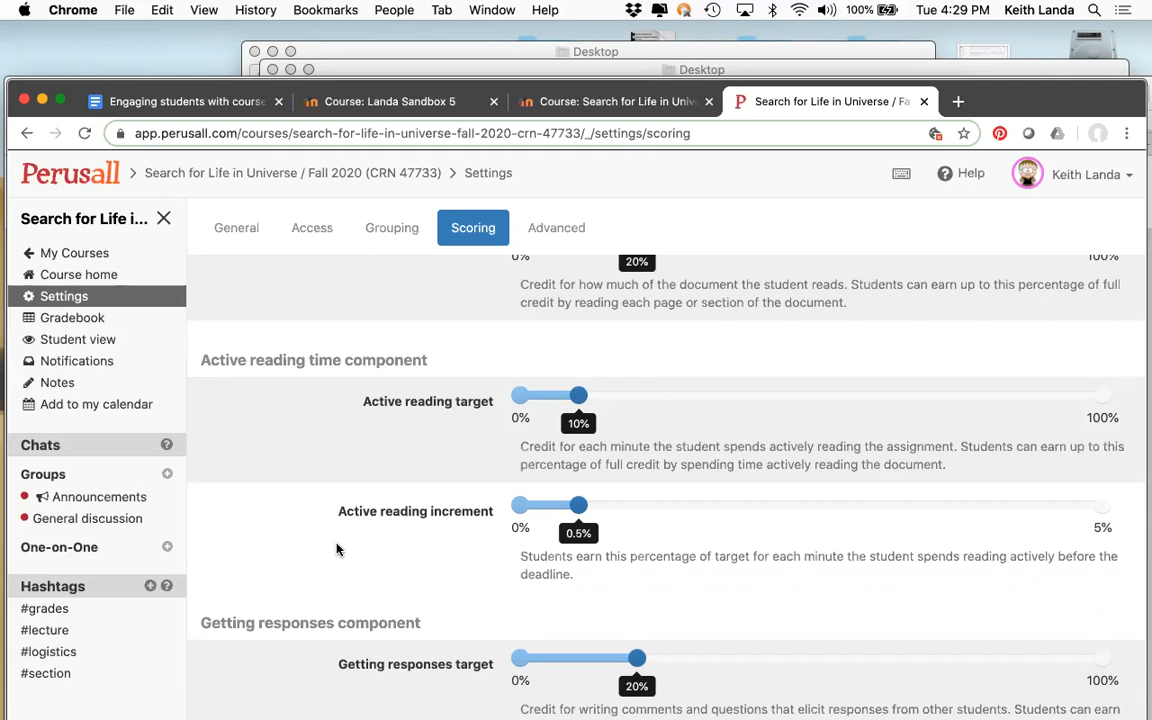 Chrome File Edit View History Bookmarks People Tab Window Help 100% Tue 4:29 PM Keith Landa
Desktop
Desktop
Engaging students with course Course: Landa Sandbox 5 Course: Search for Life in Univ Search for Life in Universe / Fa
app.perusall.com/courses/search-for-life-in-universe-fall-2020-crn-47733/_/settings/scoring
Perusall > Search for Life in Universe / Fall 2020 (CRN 47733) > Settings Help Keith Landa
Search for Life i...
General Access Grouping Scoring Advanced
My Courses
Course home
Settings
Gradebook
Student view
Notifications
Notes
Add to my calendar
Chats
Groups
Announcements
General discussion
One-on-One
Hashtags
#grades
#lecture
#logistics
#section
0% 20% 100%
Credit for how much of the document the student reads. Students can earn up to this percentage of full
credit by reading each page or section of the document.
Active reading time component
Active reading target
0% 10% 100%
Credit for each minute the student spends actively reading the assignment. Students can earn up to this
percentage of full credit by spending time actively reading the document.
Active reading increment
0% 0.5% 5%
Students earn this percentage of target for each minute the student spends reading actively before the
deadline.
Getting responses component
Getting responses target
0% 20% 100%
Credit for writing comments and questions that elicit responses from other students. Students can earn